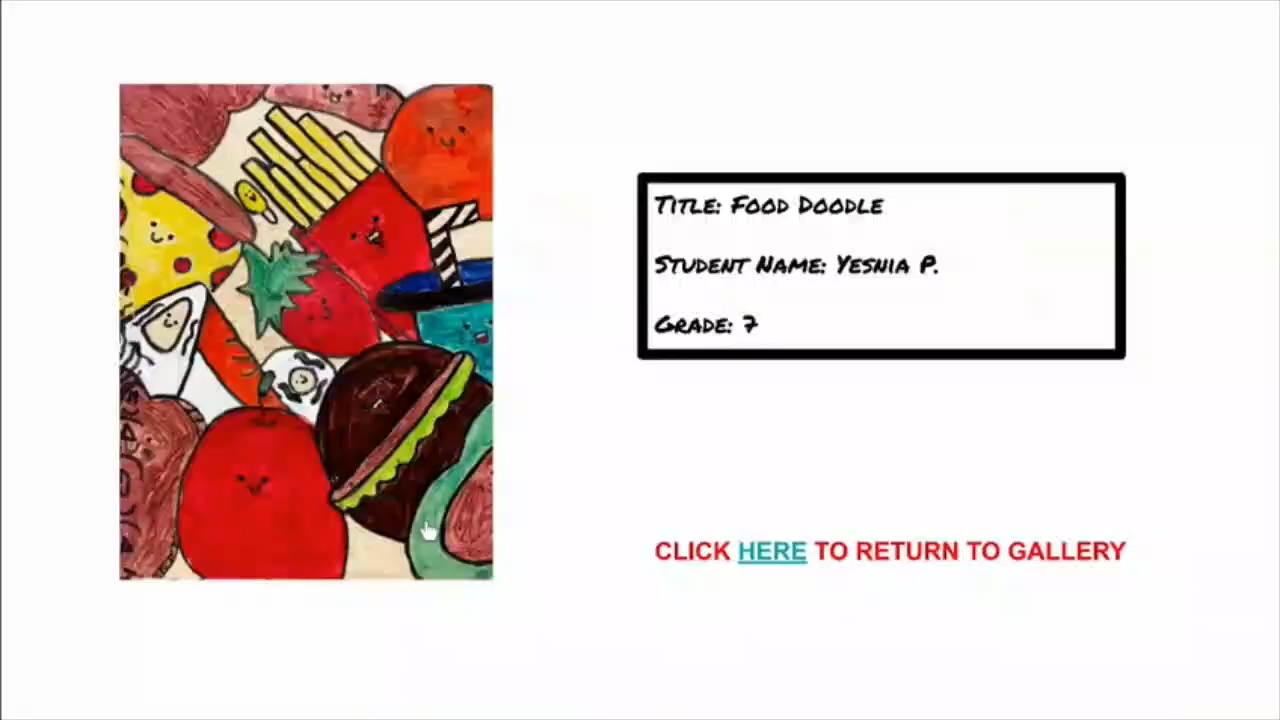 Title: Food Doodle
Student Name: Yesnia P.
Grade: 7
CLICK HERE TO RETURN TO GALLERY